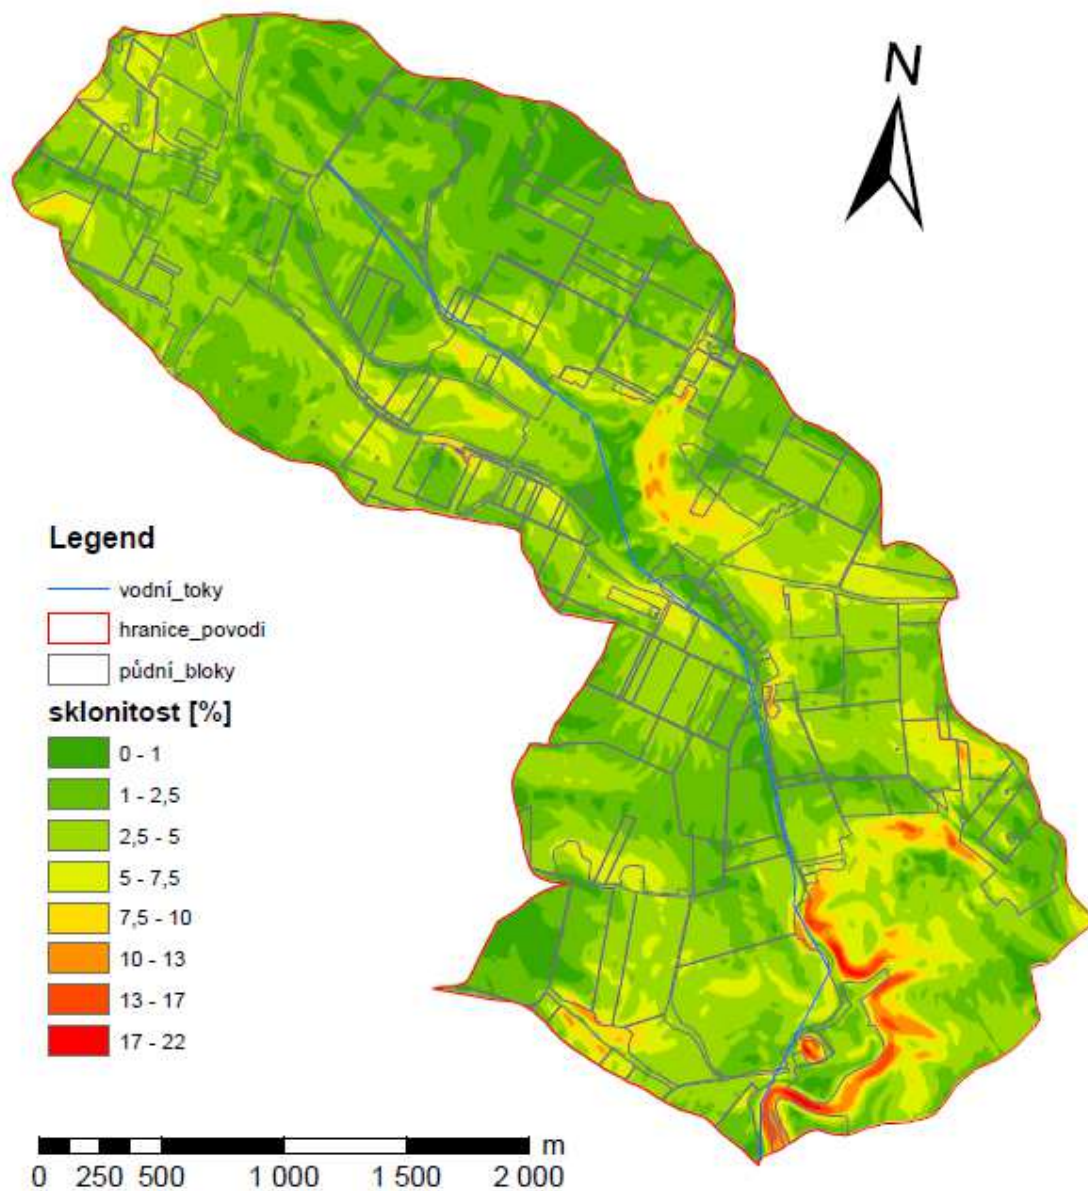 N
Legend
vodní_toky
hranice_povodi
půdní_bloky
sklonitost [%]
0 - 1
1 - 2,5
2,5 - 5
5 - 7,5
7,5 - 10
10 - 13
13 - 17
17 - 22
m
0 250 500 1 000 1 500 2 000